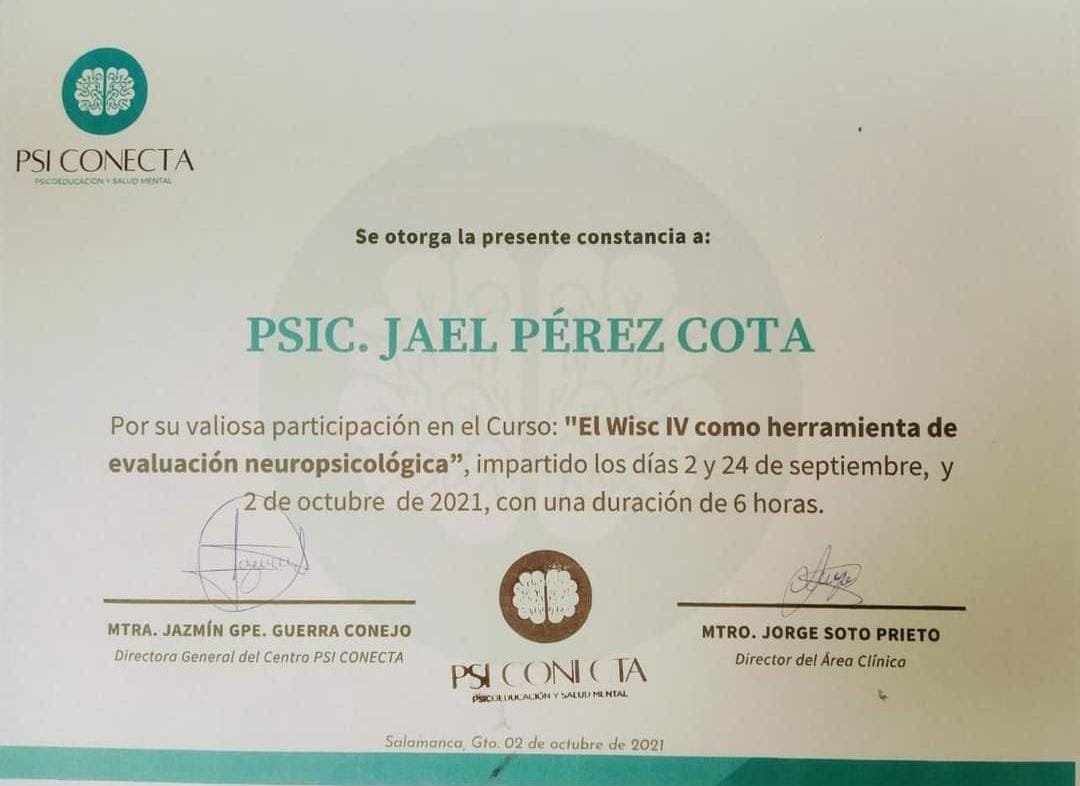 PSI CONECTA
PSICOEDUCACIÓN Y SALUD MENTAL
Se otorga la presente constancia a:
PSIC. JAEL PÉREZ COTA
Por su valiosa participación en el Curso: "El Wisc IV como herramienta de
evaluación neuropsicológica”, impartido los días 2 y 24 de septiembre, y
2 de octubre de 2021, con una duración de 6 horas.
MTRA. JAZMÍN GPE. GUERRA CONEJO
Directora General del Centro PSI CONECTA
MTRO. JORGE SOTO PRIETO
Director del Área Clínica
PSI CONECTA
PSICOEDUCACIÓN Y SALUD MENTAL
Salamanca, Gto. 02 de octubre de 2021